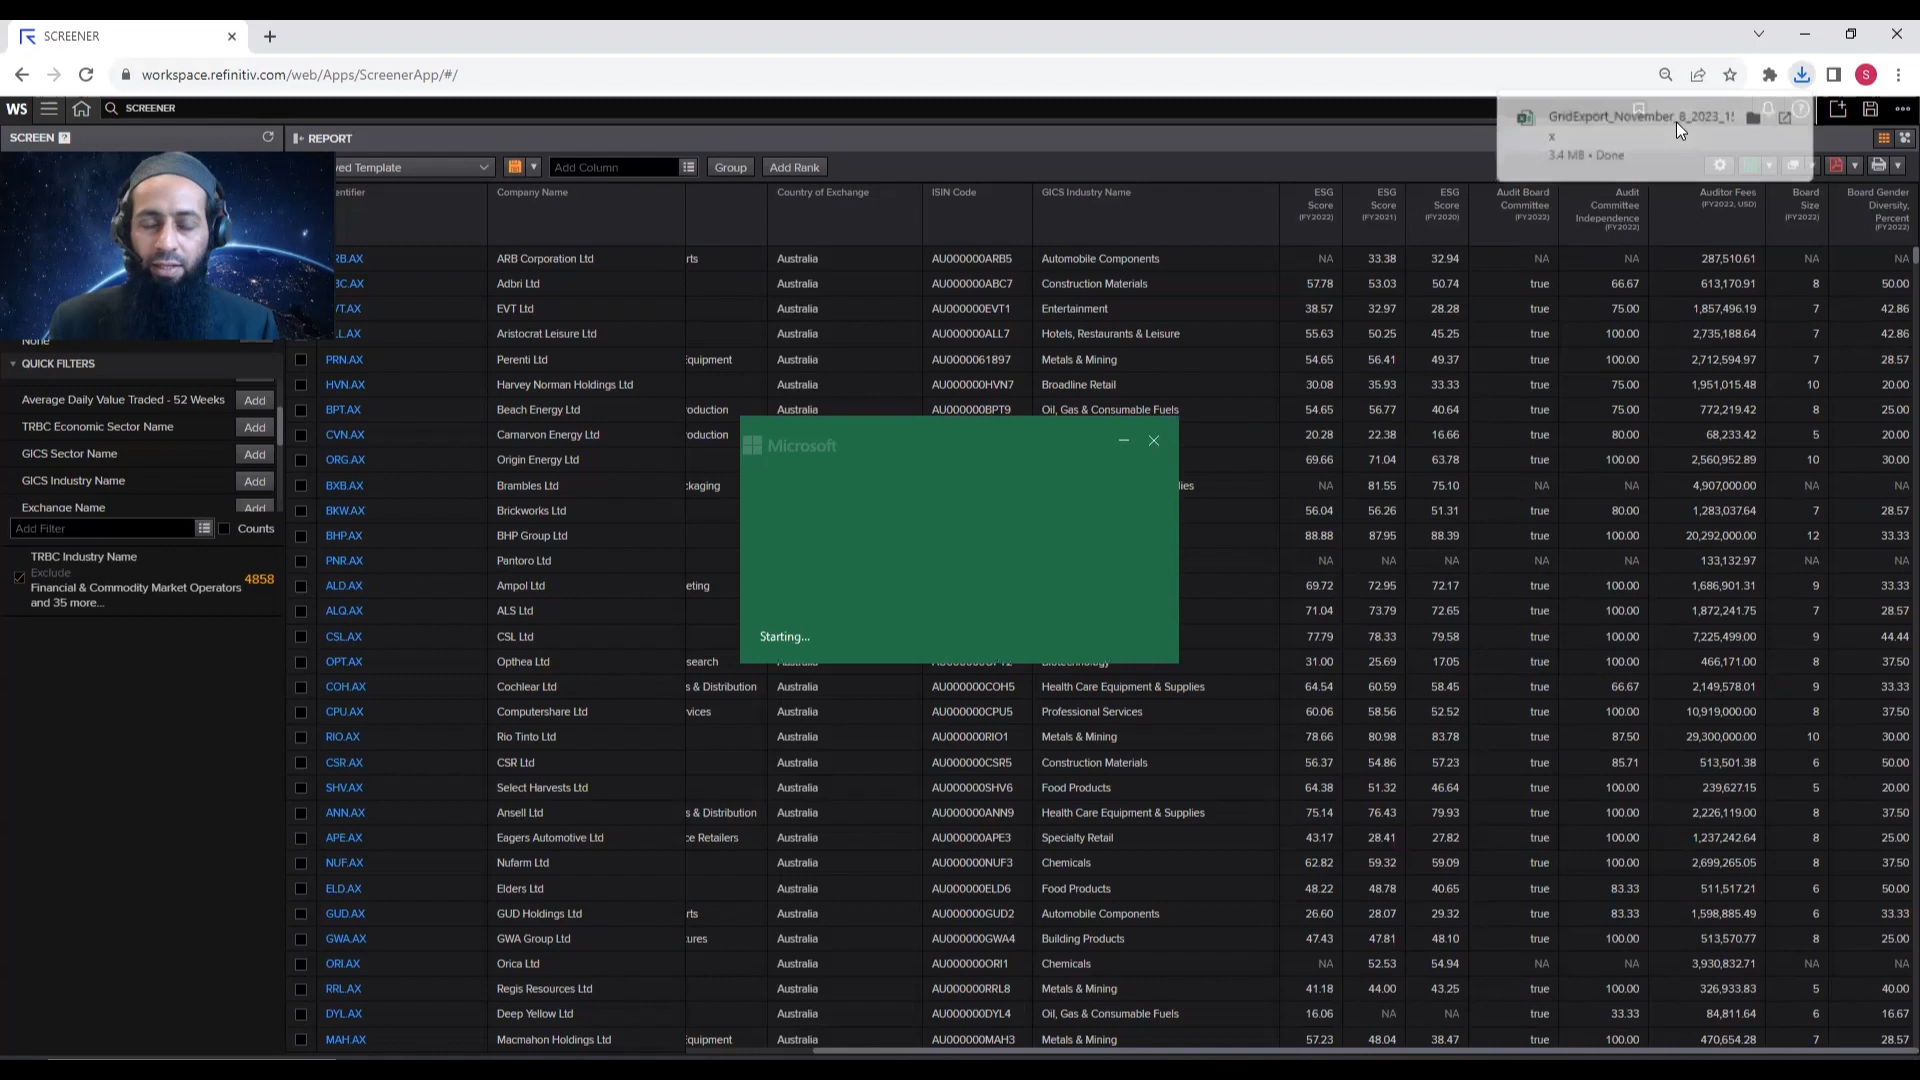 SCREENER
workspace.refinitiv.com/web/Apps/ScreenerApp/#/
S
WS SCREENER
GridExport_November_8_2023_1
x
3.4 MB • Done
SCREEN ?
REPORT
ved Template
Add Column
Group
Add Rank
entifier Company Name Country of Exchange ISIN Code GICS Industry Name ESG Score (FY2022) ESG Score (FY2021) ESG Score (FY2020) Audit Board Committee (FY2022) Audit Committee Independence (FY2022) Auditor Fees (FY2022, USD) Board Size (FY2022) Board Gender Diversity, Percent (FY2022)
RB.AX ARB Corporation Ltd rts Australia AU000000ARB5 Automobile Components NA 33.38 32.94 NA NA 287,510.61 NA NA
BC.AX Adbri Ltd Australia AU000000ABC7 Construction Materials 57.78 53.03 50.74 true 66.67 613,170.91 8 50.00
VT.AX EVT Ltd Australia AU000000EVT1 Entertainment 38.57 32.97 28.28 true 75.00 1,857,496.19 7 42.86
LL.AX Aristocrat Leisure Ltd Australia AU000000ALL7 Hotels, Restaurants & Leisure 55.63 50.25 45.25 true 100.00 2,735,188.64 7 42.86
PRN.AX Perenti Ltd Equipment Australia AU0000061897 Metals & Mining 54.65 56.41 49.37 true 100.00 2,712,594.97 7 28.57
HVN.AX Harvey Norman Holdings Ltd Australia AU000000HVN7 Broadline Retail 30.08 35.93 33.33 true 75.00 1,951,015.48 10 20.00
BPT.AX Beach Energy Ltd oduction Australia AU000000BPT9 Oil, Gas & Consumable Fuels 54.65 56.77 40.64 true 75.00 772,219.42 8 25.00
CVN.AX Carnarvon Energy Ltd oduction 20.28 22.38 16.66 true 80.00 68,233.42 5 20.00
ORG.AX Origin Energy Ltd 69.66 71.04 63.78 true 100.00 2,560,952.89 10 30.00
BXB.AX Brambles Ltd kaging lies NA 81.55 75.10 NA NA 4,907,000.00 NA NA
BKW.AX Brickworks Ltd 56.04 56.26 51.31 true 80.00 1,283,037.64 7 28.57
BHP.AX BHP Group Ltd 88.88 87.95 88.39 true 100.00 20,292,000.00 12 33.33
PNR.AX Pantoro Ltd NA NA NA NA NA 133,132.97 NA NA
ALD.AX Ampol Ltd eting 69.72 72.95 72.17 true 100.00 1,686,901.31 9 33.33
ALQ.AX ALS Ltd 71.04 73.79 72.65 true 100.00 1,872,241.75 7 28.57
CSL.AX CSL Ltd 77.79 78.33 79.58 true 100.00 7,225,499.00 9 44.44
OPT.AX Opthea Ltd search 31.00 25.69 17.05 true 100.00 466,171.00 8 37.50
COH.AX Cochlear Ltd s & Distribution Australia AU000000COH5 Health Care Equipment & Supplies 64.54 60.59 58.45 true 66.67 2,149,578.01 9 33.33
CPU.AX Computershare Ltd vices Australia AU000000CPU5 Professional Services 60.06 58.56 52.52 true 100.00 10,919,000.00 8 37.50
RIO.AX Rio Tinto Ltd Australia AU000000RIO1 Metals & Mining 78.66 80.98 83.78 true 87.50 29,300,000.00 10 30.00
CSR.AX CSR Ltd Australia AU000000CSR5 Construction Materials 56.37 54.86 57.23 true 85.71 513,501.38 6 50.00
SHV.AX Select Harvests Ltd Australia AU000000SHV6 Food Products 64.38 51.32 46.64 true 100.00 239,627.15 5 20.00
ANN.AX Ansell Ltd s & Distribution Australia AU000000ANN9 Health Care Equipment & Supplies 75.14 76.43 79.93 true 100.00 2,226,119.00 8 37.50
APE.AX Eagers Automotive Ltd ce Retailers Australia AU000000APE3 Specialty Retail 43.17 28.41 27.82 true 100.00 1,237,242.64 8 25.00
NUF.AX Nufarm Ltd Australia AU000000NUF3 Chemicals 62.82 59.32 59.09 true 100.00 2,699,265.05 8 37.50
ELD.AX Elders Ltd Australia AU000000ELD6 Food Products 48.22 48.78 40.65 true 83.33 511,517.21 6 50.00
GUD.AX GUD Holdings Ltd rts Australia AU000000GUD2 Automobile Components 26.60 28.07 29.32 true 83.33 1,598,885.49 6 33.33
GWA.AX GWA Group Ltd ures Australia AU000000GWA4 Building Products 47.43 47.81 48.10 true 100.00 513,570.77 8 25.00
ORI.AX Orica Ltd Australia AU000000ORI1 Chemicals NA 52.53 54.94 NA NA 3,930,832.71 NA NA
RRL.AX Regis Resources Ltd Australia AU000000RRL8 Metals & Mining 41.18 44.00 43.25 true 100.00 326,933.83 5 40.00
DYL.AX Deep Yellow Ltd Australia AU000000DYL4 Oil, Gas & Consumable Fuels 16.06 NA NA true 33.33 84,811.64 6 16.67
MAH.AX Macmahon Holdings Ltd Equipment Australia AU000000MAH3 Metals & Mining 57.23 48.04 38.47 true 100.00 470,654.28 7 28.57
None
QUICK FILTERS
Average Daily Value Traded - 52 Weeks Add
TRBC Economic Sector Name Add
GICS Sector Name Add
GICS Industry Name Add
Exchange Name Add
Add Filter Counts
TRBC Industry Name
Exclude
Financial & Commodity Market Operators 4858
and 35 more...
Microsoft
Starting...